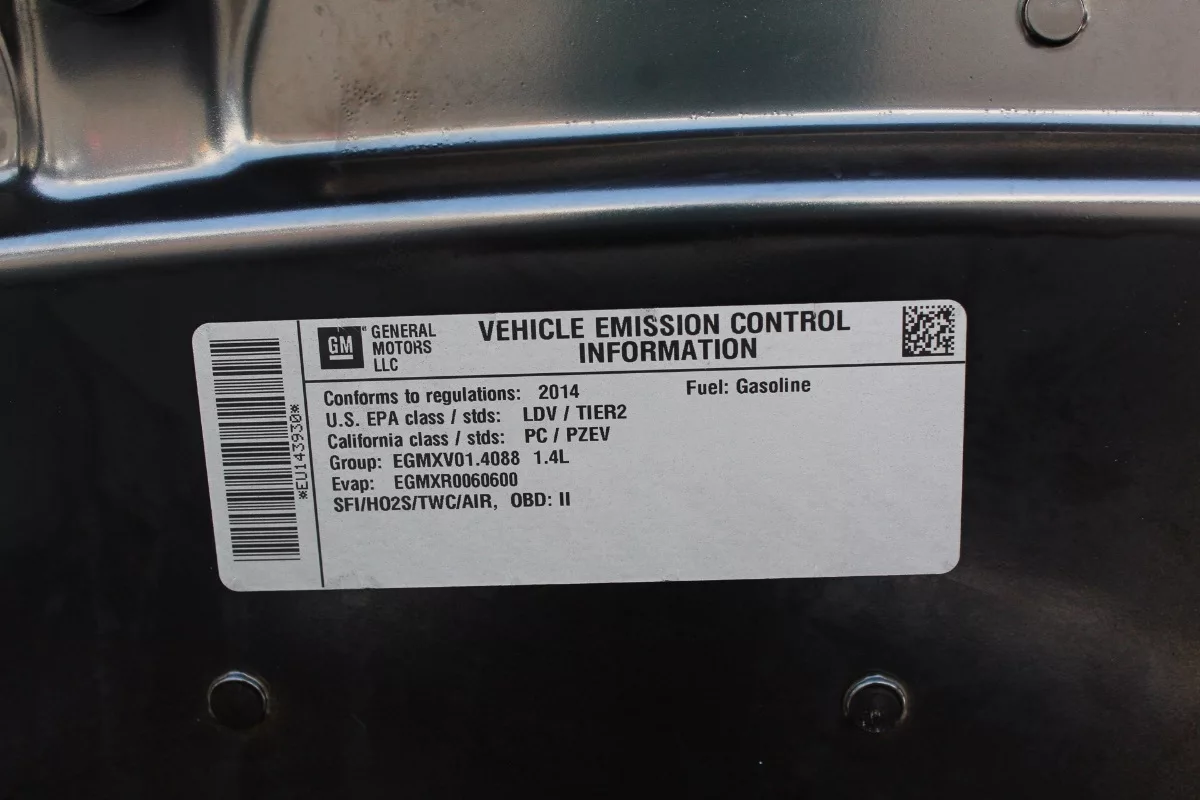 *EU143930*
GM
GENERAL
MOTORS
LLC
VEHICLE EMISSION CONTROL
INFORMATION
Conforms to regulations: 2014
Fuel: Gasoline
U.S. EPA class / stds: LDV / TIER2
California class / stds: PC / PZEV
Group: EGMXV01.4088 1.4L
Evap: EGMXR0060600
SFI/HO2S/TWC/AIR, OBD: II